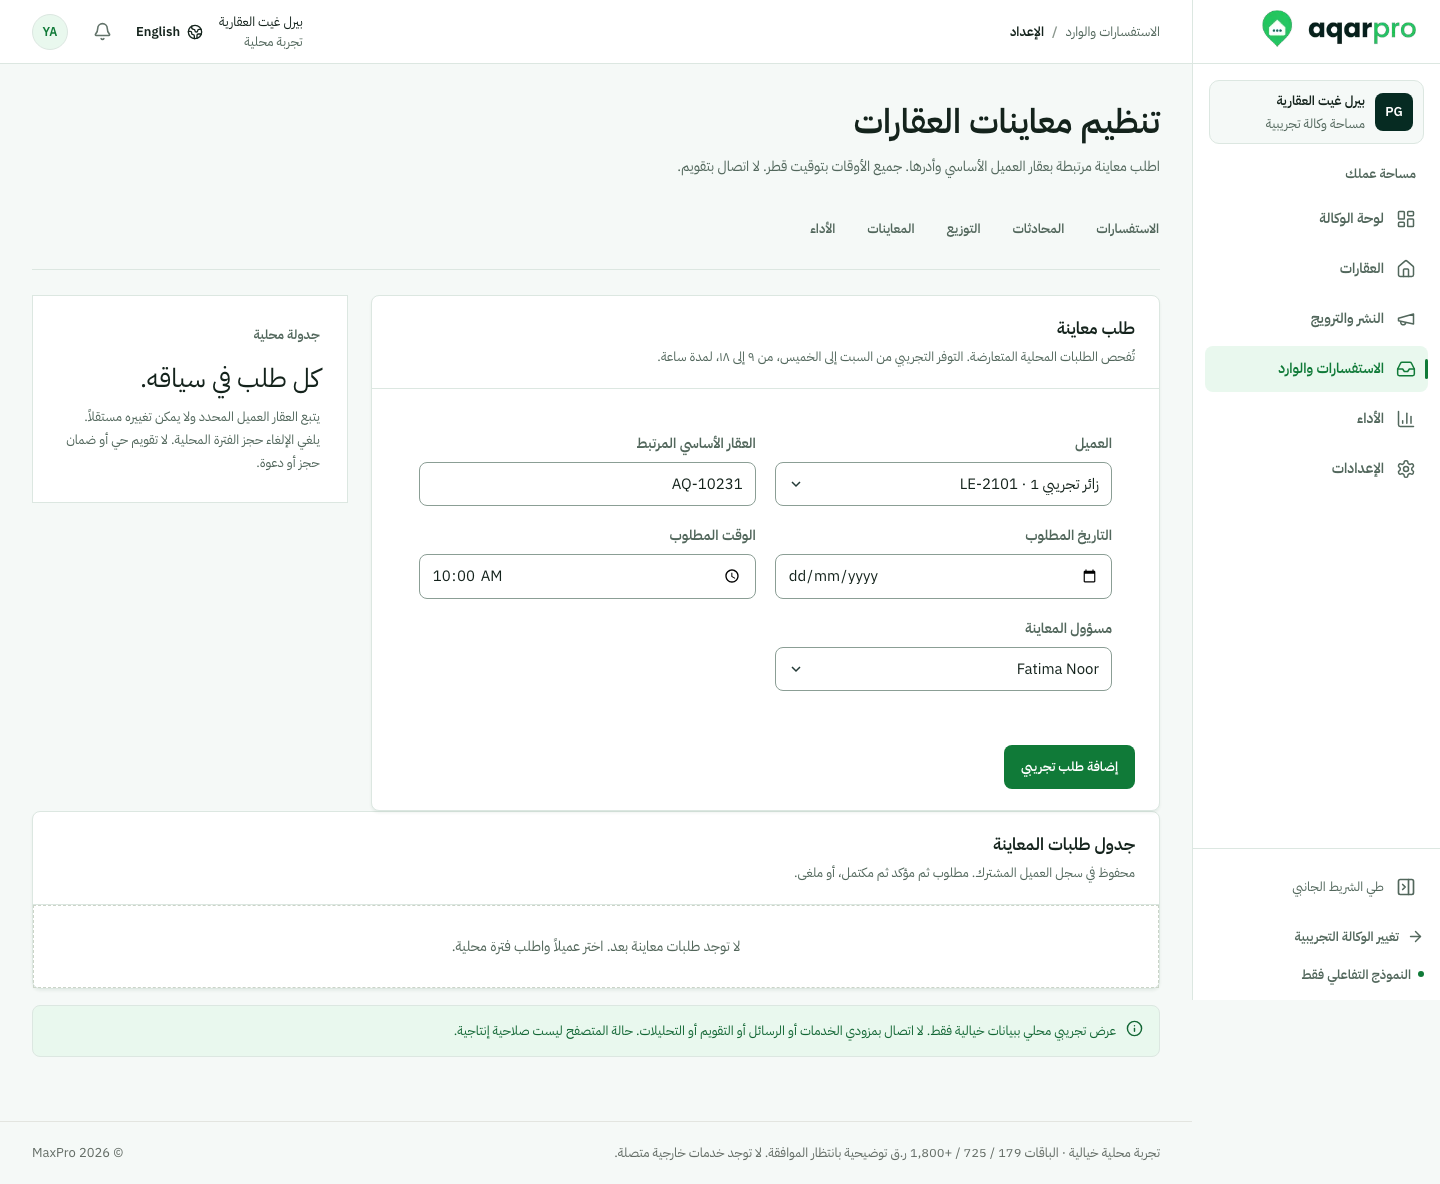 aqarpro
PG
بيرل غيت العقارية
مساحة وكالة تجريبية
مساحة عملك
لوحة الوكالة
العقارات
النشر والترويج
الاستفسارات والوارد
الأداء
الإعدادات
طي الشريط الجانبي
تغيير الوكالة التجريبية
النموذج التفاعلي فقط
الاستفسارات والوارد / الإعداد
بيرل غيت العقارية
تجربة محلية
English
YA
تنظيم معاينات العقارات
اطلب معاينة مرتبطة بعقار العميل الأساسي وأدرها. جميع الأوقات بتوقيت قطر. لا اتصال بتقويم.
الاستفسارات
المحادثات
التوزيع
المعاينات
الأداء
طلب معاينة
تُفحص الطلبات المحلية المتعارضة. التوفر التجريبي من السبت إلى الخميس، من ٩ إلى ١٨، لمدة ساعة.
العميل
زائر تجريبي 1 · LE-2101
العقار الأساسي المرتبط
AQ-10231
التاريخ المطلوب
dd/mm/yyyy
الوقت المطلوب
10:00 AM
مسؤول المعاينة
Fatima Noor
إضافة طلب تجريبي
جدولة محلية
كل طلب في سياقه.
يتبع العقار العميل المحدد ولا يمكن تغييره مستقلاً.
يلغي الإلغاء حجز الفترة المحلية. لا تقويم حي أو ضمان
حجز أو دعوة.
جدول طلبات المعاينة
محفوظ في سجل العميل المشترك. مطلوب ثم مؤكد ثم مكتمل، أو ملغى.
لا توجد طلبات معاينة بعد. اختر عميلاً واطلب فترة محلية.
عرض تجريبي محلي ببيانات خيالية فقط. لا اتصال بمزودي الخدمات أو الرسائل أو التقويم أو التحليلات. حالة المتصفح ليست صلاحية إنتاجية.
تجربة محلية خيالية · الباقات 179 / 725 / +1,800 ر.ق توضيحية بانتظار الموافقة. لا توجد خدمات خارجية متصلة.
© 2026 MaxPro